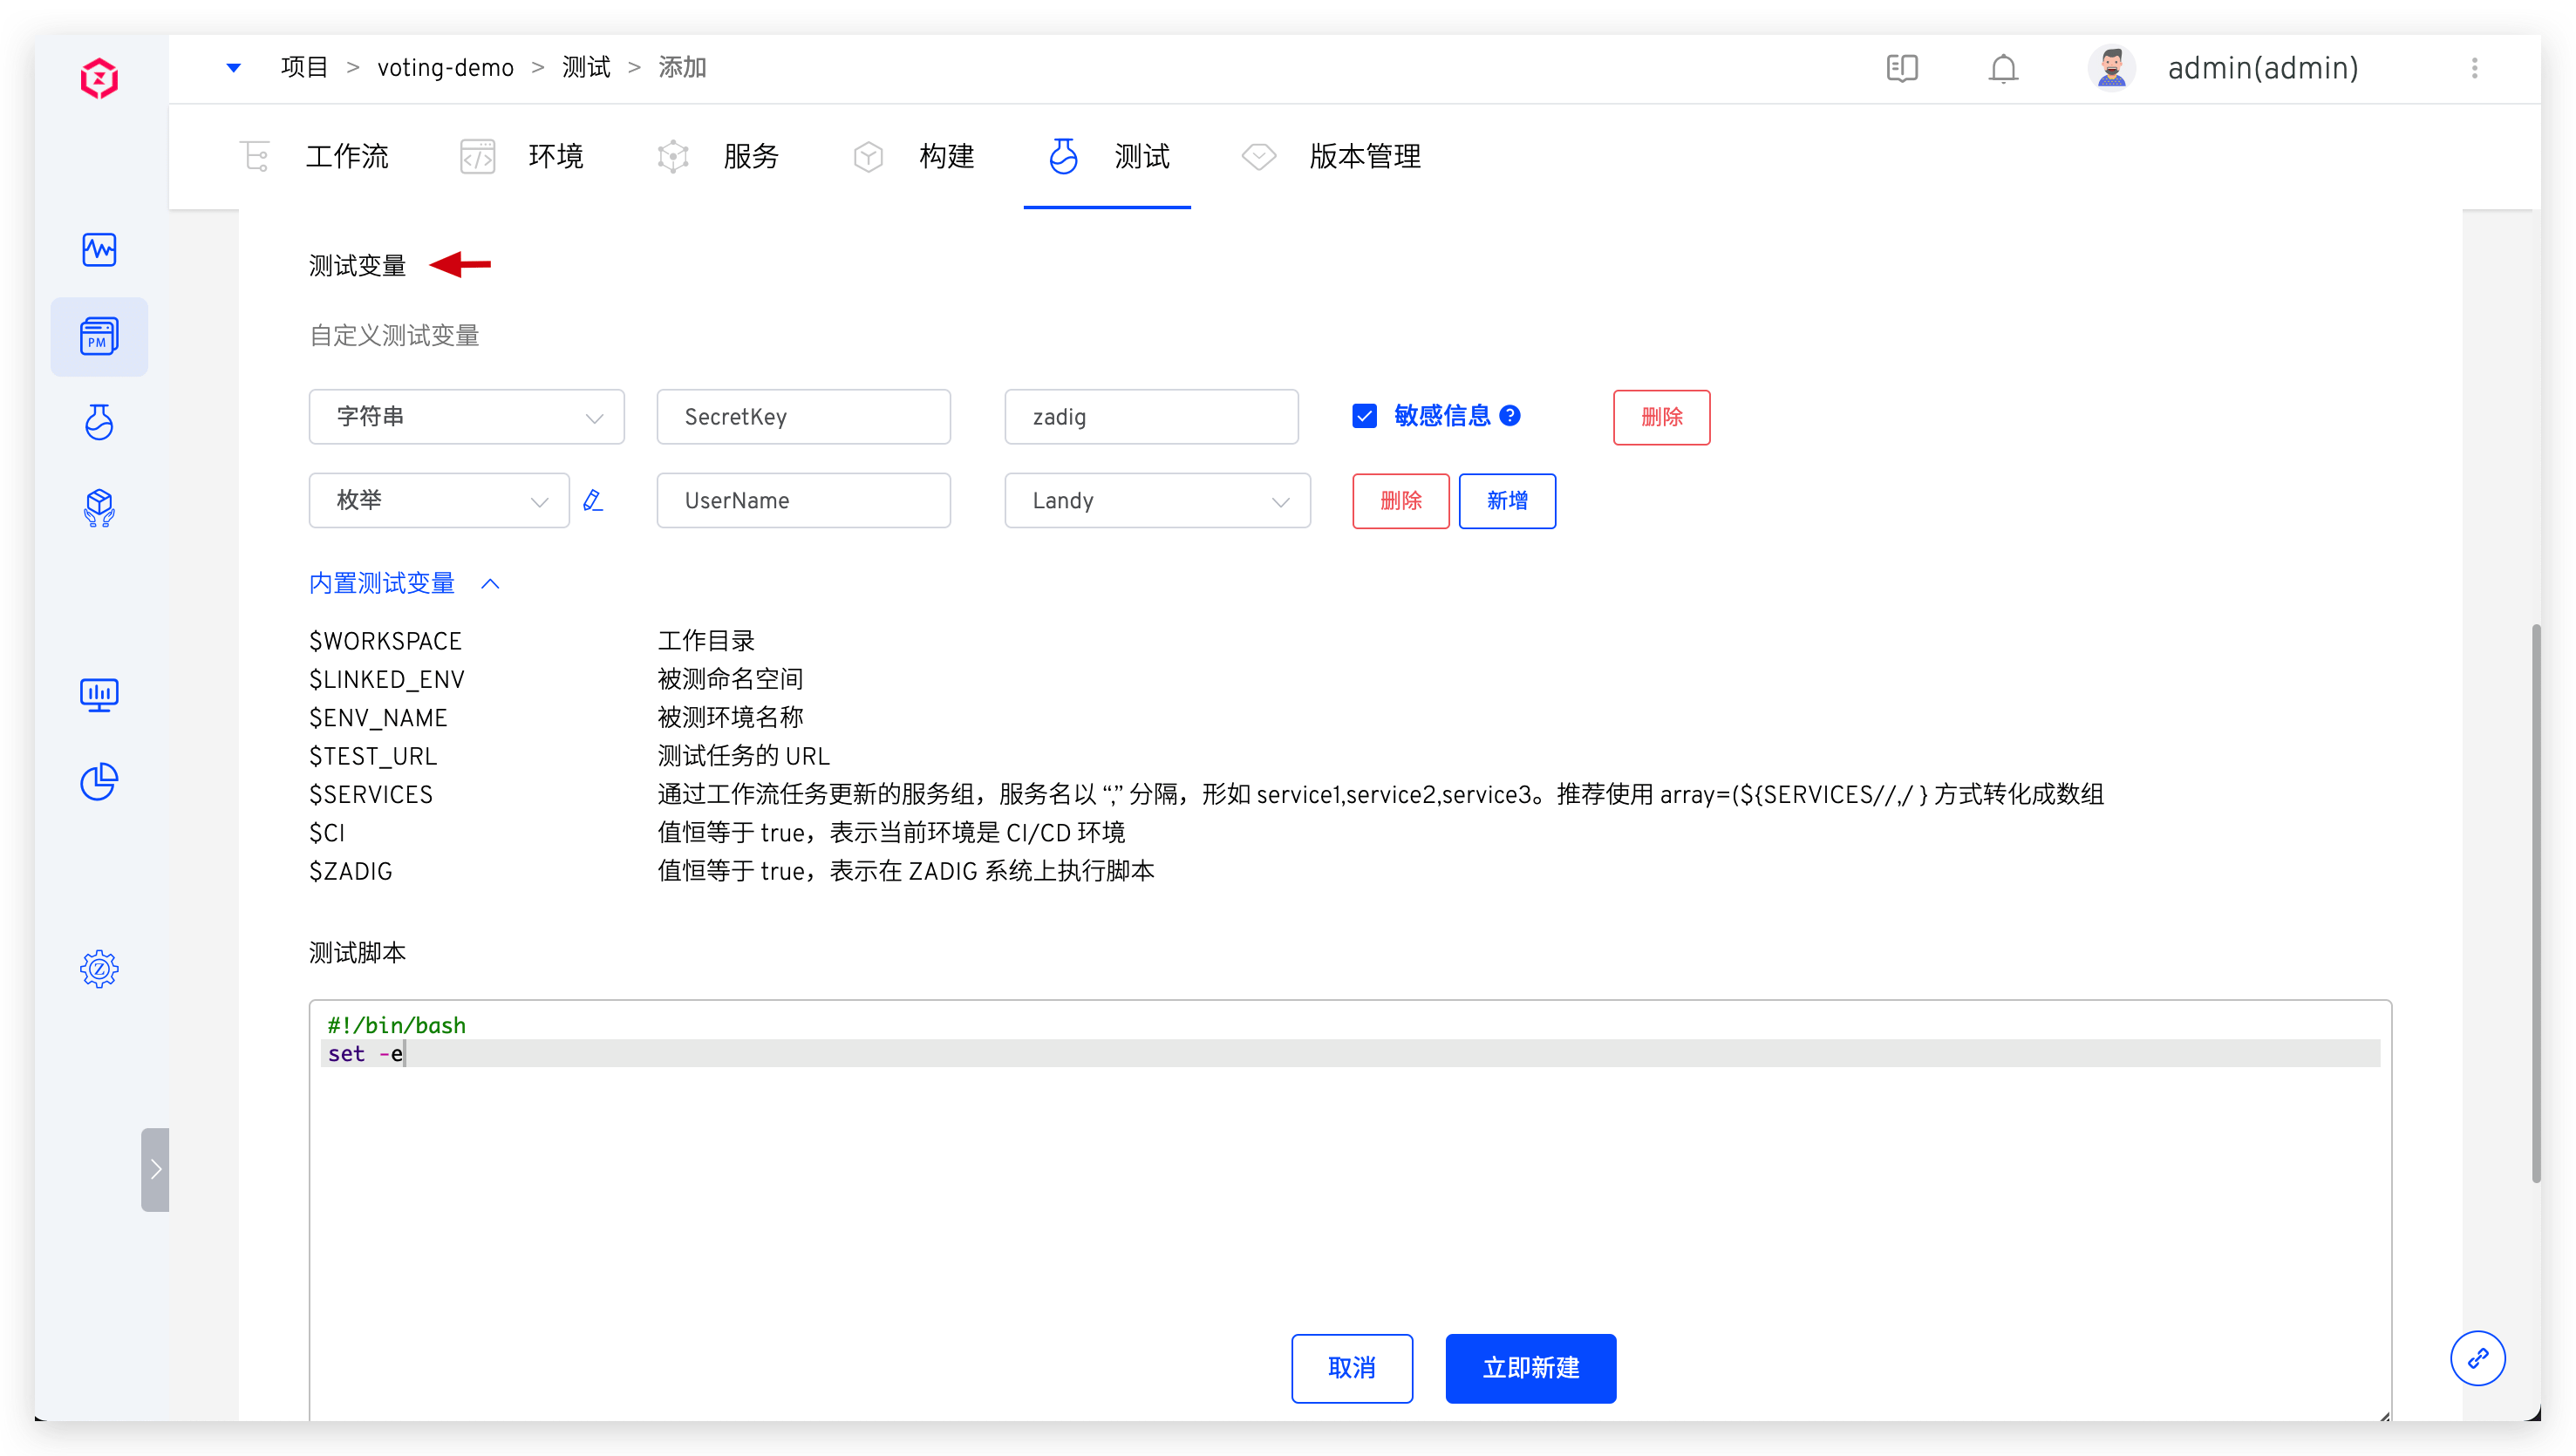 项目 > voting-demo > 测试 > 添加
admin(admin)
工作流 环境 服务 构建 测试 版本管理
PM
测试变量
自定义测试变量
字符串 SecretKey zadig 敏感信息 ? 删除
枚举 UserName Landy 删除 新增
内置测试变量
$WORKSPACE 工作目录
$LINKED_ENV 被测命名空间
$ENV_NAME 被测环境名称
$TEST_URL 测试任务的 URL
$SERVICES 通过工作流任务更新的服务组，服务名以 “,” 分隔，形如 service1,service2,service3。推荐使用 array=(${SERVICES//,/ } 方式转化成数组
$CI 值恒等于 true，表示当前环境是 CI/CD 环境
$ZADIG 值恒等于 true，表示在 ZADIG 系统上执行脚本
测试脚本
#!/bin/bash
set -e
取消 立即新建